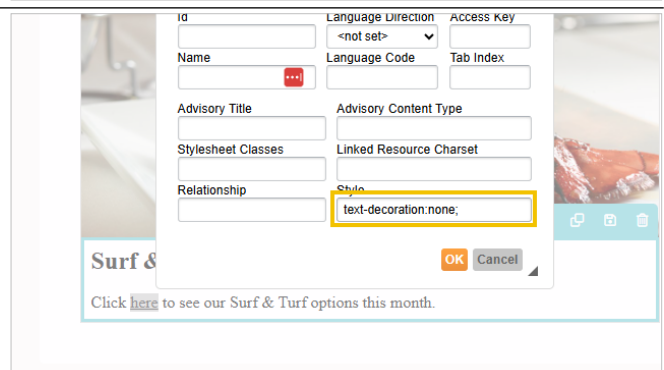 Id Language Direction Access Key
<not set>
Name Language Code Tab Index
Advisory Title Advisory Content Type
Stylesheet Classes Linked Resource Charset
Relationship Style
text-decoration:none;
OK Cancel
Surf &
Click here to see our Surf & Turf options this month.